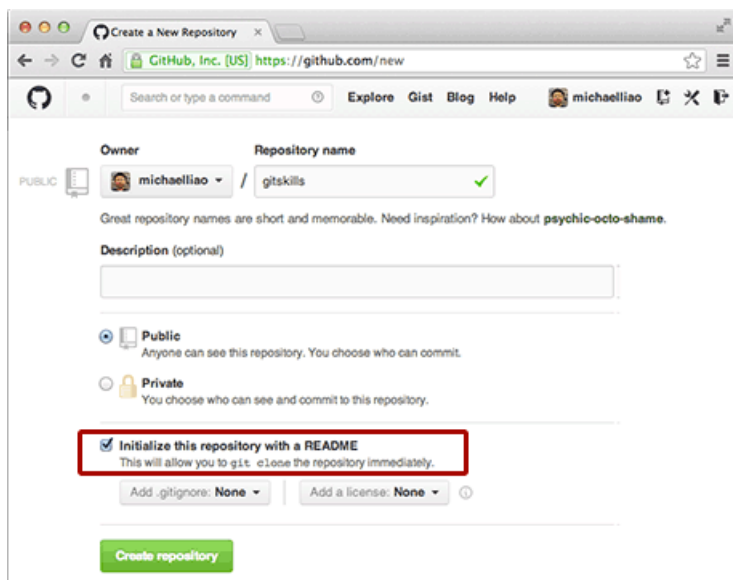 Create a New Repository
GitHub, Inc. [US] https://github.com/new
Search or type a command Explore Gist Blog Help michaelliao
Owner Repository name
PUBLIC michaelliao / gitskills
Great repository names are short and memorable. Need inspiration? How about psychic-octo-shame.
Description (optional)
Public
Anyone can see this repository. You choose who can commit.
Private
You choose who can see and commit to this repository.
Initialize this repository with a README
This will allow you to git clone the repository immediately.
Add .gitignore: None Add a license: None
Create repository